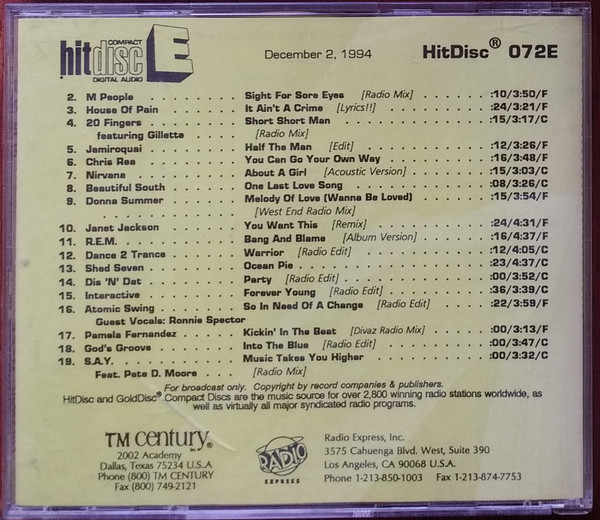 COMPACT
hitdisc E
DIGITAL AUDIO
December 2, 1994
HitDisc® 072E
2. M People . . . . . . . . Sight For Sore Eyes [Radio Mix] . . . . . . :10/3:50/F
3. House Of Pain . . . . . . It Ain't A Crime [Lyrics!!] . . . . . . . :24/3:21/F
4. 20 Fingers . . . . . . . Short Short Man . . . . . . . . . . . . :15/3:17/C
featuring Gillette . . . . [Radio Mix]
5. Jamiroquai . . . . . . . Half The Man [Edit] . . . . . . . . . . :12/3:26/F
6. Chris Rea . . . . . . . . You Can Go Your Own Way . . . . . . . . :16/3:48/F
7. Nirvana . . . . . . . . . About A Girl [Acoustic Version] . . . . . :15/3:03/C
8. Beautiful South . . . . . One Last Love Song . . . . . . . . . . . :08/3:26/C
9. Donna Summer . . . . . . Melody Of Love (Wanna Be Loved) . . . . . :15/3:54/F
. . . . . . . . . [West End Radio Mix]
10. Janet Jackson . . . . . . You Want This [Remix] . . . . . . . . . :24/4:31/F
11. R.E.M. . . . . . . . . . Bang And Blame [Album Version] . . . . . :16/4:37/F
12. Dance 2 Trance . . . . . Warrior [Radio Edit] . . . . . . . . . . :12/4:05/C
13. Shed Seven . . . . . . . Ocean Pie . . . . . . . . . . . . . . . :23/4:37/C
14. Dis 'N' Dat . . . . . . . Party [Radio Edit] . . . . . . . . . . . :00/3:52/C
15. Interactive . . . . . . . Forever Young [Radio Edit] . . . . . . . :36/3:39/C
16. Atomic Swing . . . . . . So In Need Of A Change [Radio Edit] . . . :22/3:59/F
Guest Vocals: Ronnie Spector
17. Pamela Fernandez . . . . Kickin' In The Beat [Divaz Radio Mix] . . . :00/3:13/F
18. God's Groove . . . . . . Into The Blue [Radio Edit] . . . . . . . :00/3:47/C
19. S.A.Y. . . . . . . . . . Music Takes You Higher . . . . . . . . . :00/3:32/C
Feat. Pete D. Moore . . . [Radio Mix]
For broadcast only. Copyright by record companies & publishers.
HitDisc and GoldDisc® Compact Discs are the music source for over 2,800 winning radio stations worldwide, as
well as virtually all major syndicated radio programs.
TM CENTURY, INC.
2002 Academy
Dallas, Texas 75234 U.S.A
Phone (800) TM CENTURY
Fax (800) 749-2121
RADIO
EXPRESS
Radio Express, Inc.
3575 Cahuenga Blvd. West, Suite 390
Los Angeles, CA 90068 U.S.A.
Phone 1-213-850-1003 Fax 1-213-874-7753